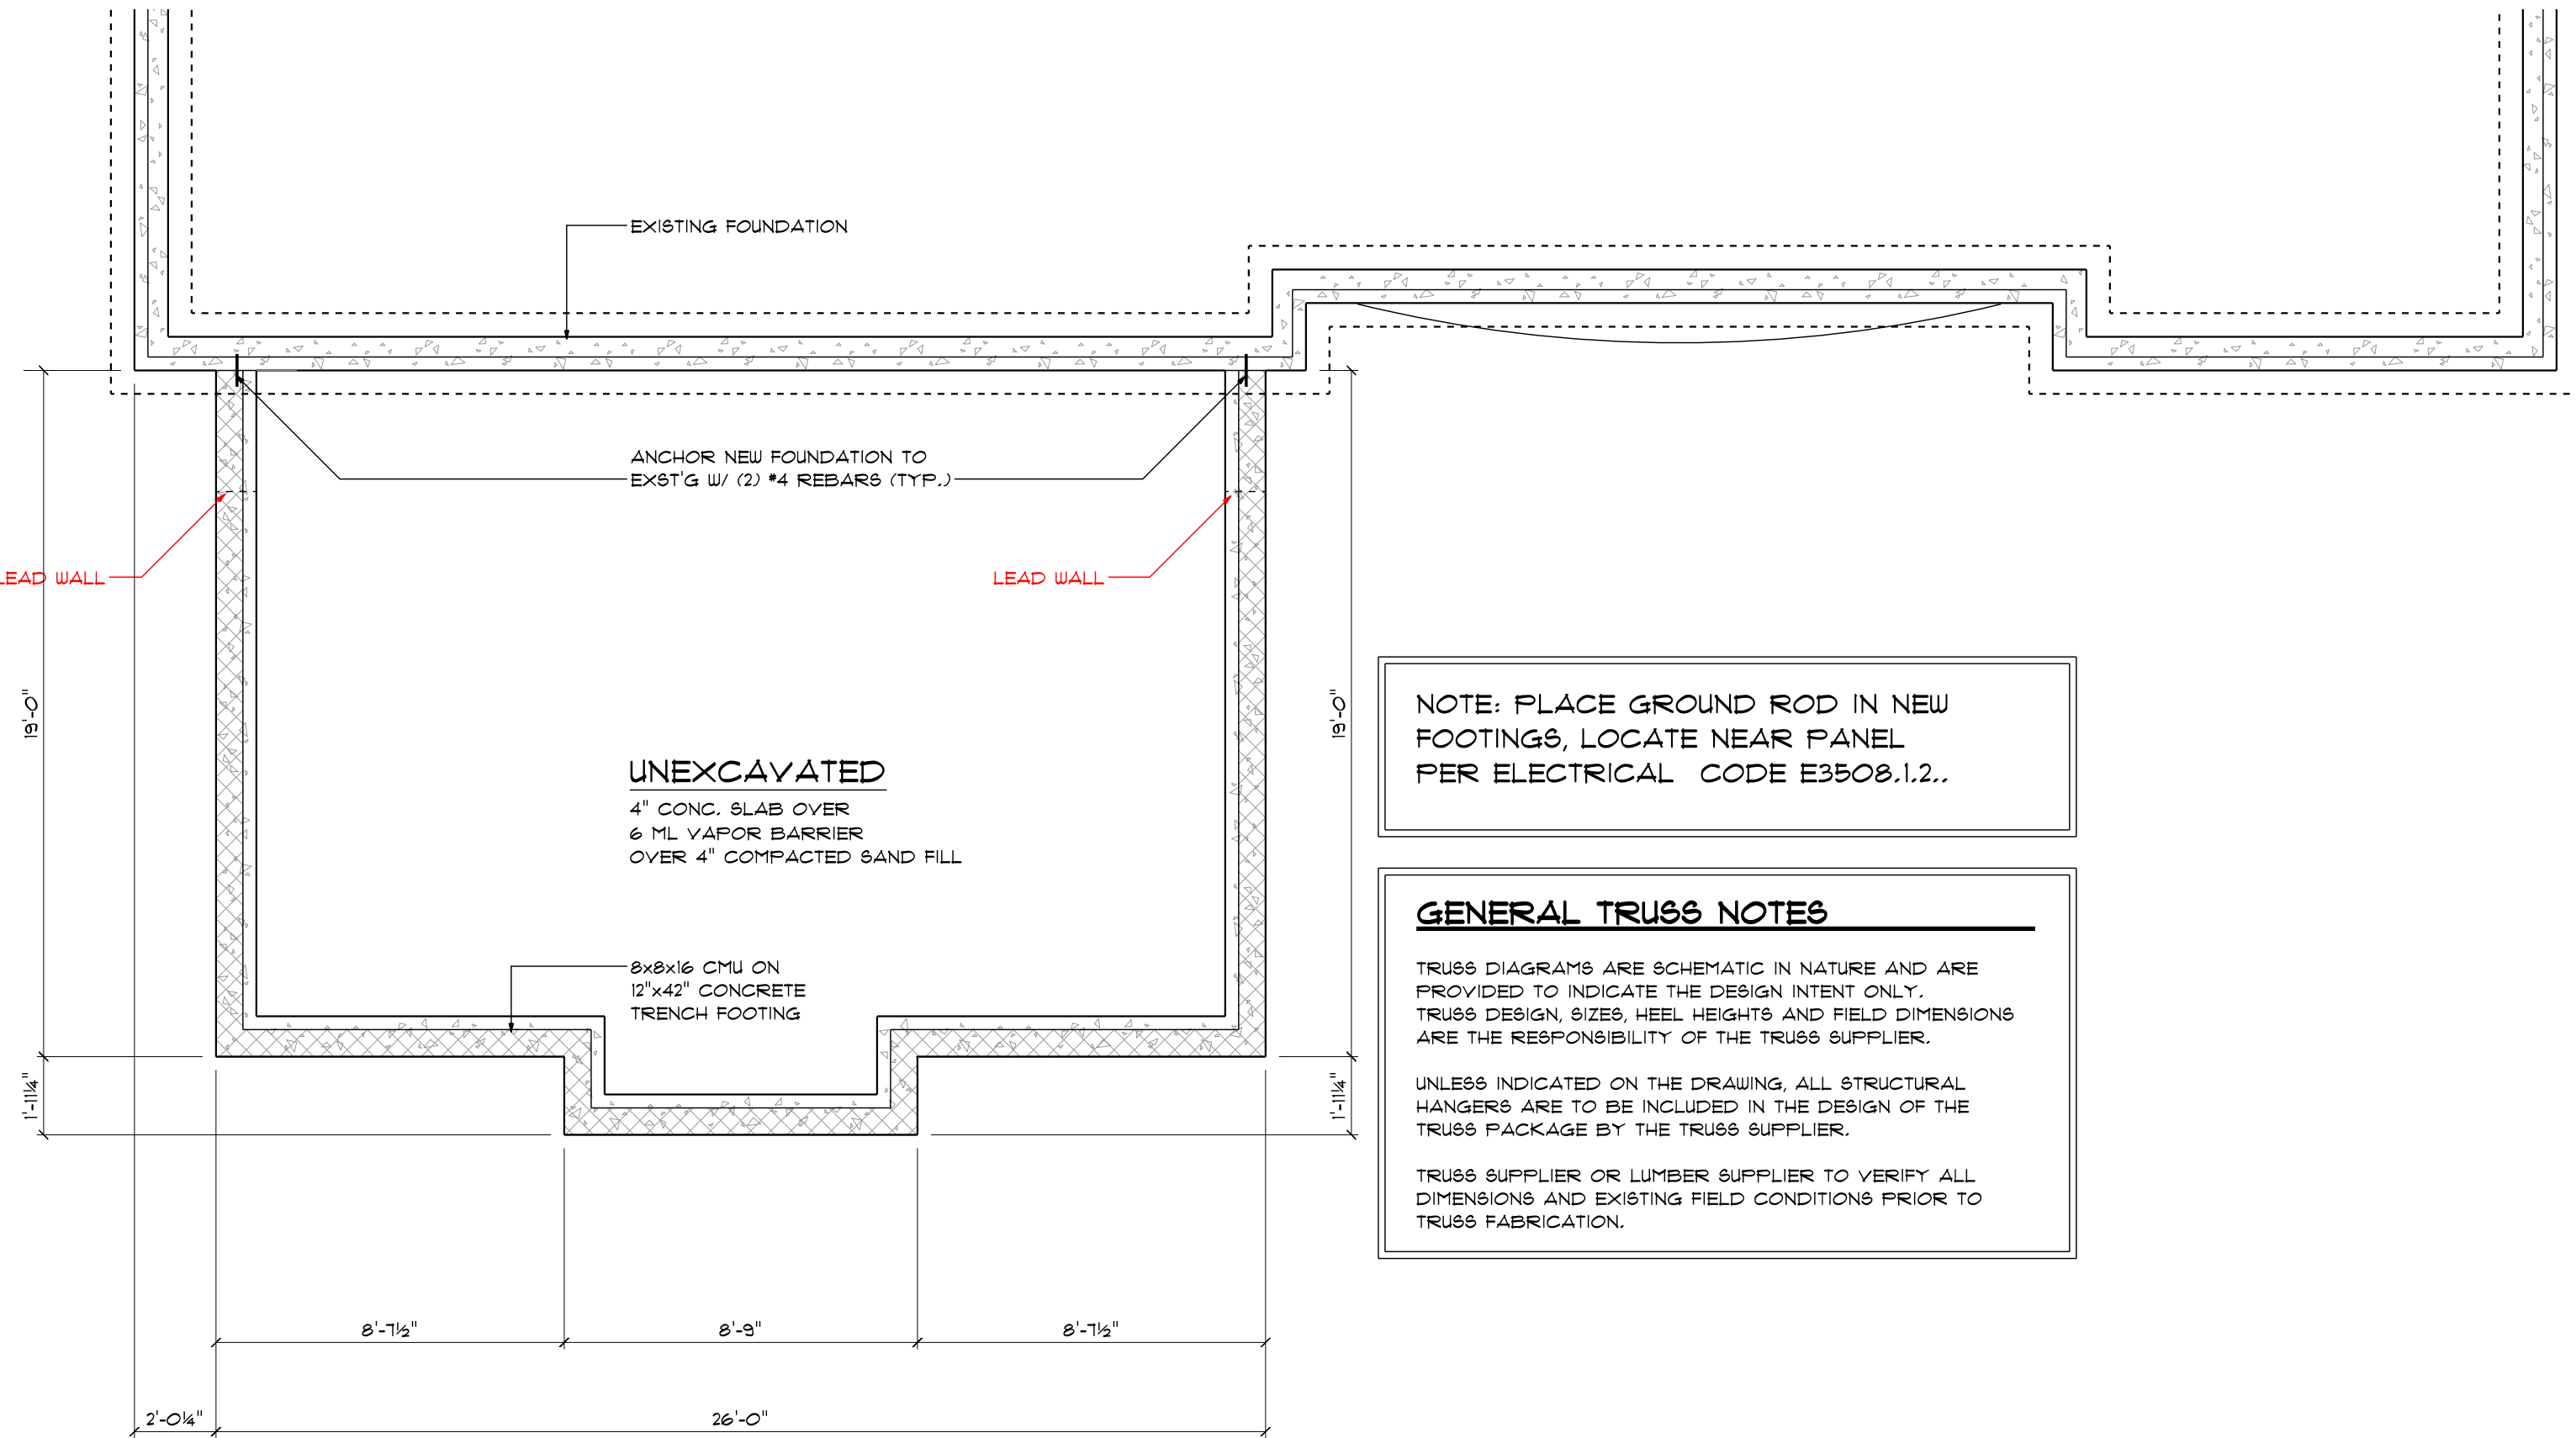 EXISTING FOUNDATION
ANCHOR NEW FOUNDATION TO
EXST'G W/ (2) #4 REBARS (TYP.)
LEAD WALL
LEAD WALL
19'-0"
19'-0"
NOTE: PLACE GROUND ROD IN NEW
FOOTINGS, LOCATE NEAR PANEL
PER ELECTRICAL CODE E3508.1.2..
UNEXCAVATED
4" CONC. SLAB OVER
6 ML VAPOR BARRIER
OVER 4" COMPACTED SAND FILL
8x8x16 CMU ON
12"x42" CONCRETE
TRENCH FOOTING
GENERAL TRUSS NOTES
TRUSS DIAGRAMS ARE SCHEMATIC IN NATURE AND ARE
PROVIDED TO INDICATE THE DESIGN INTENT ONLY.
TRUSS DESIGN, SIZES, HEEL HEIGHTS AND FIELD DIMENSIONS
ARE THE RESPONSIBILITY OF THE TRUSS SUPPLIER.
UNLESS INDICATED ON THE DRAWING, ALL STRUCTURAL
HANGERS ARE TO BE INCLUDED IN THE DESIGN OF THE
TRUSS PACKAGE BY THE TRUSS SUPPLIER.
TRUSS SUPPLIER OR LUMBER SUPPLIER TO VERIFY ALL
DIMENSIONS AND EXISTING FIELD CONDITIONS PRIOR TO
TRUSS FABRICATION.
1'-11¼"
1'-11¼"
8'-7½"
8'-9"
8'-7½"
2'-0¼"
26'-0"